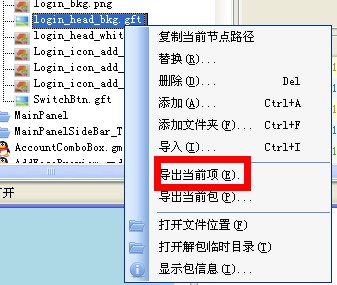 login_bkg.png
login_head_bkg.gft
login_head_whit
Login_icon_add_
Login_icon_add_
Login_icon_add_
SwitchBtn.gft
MainPanel
MainPanelSideBar_T
AccountComboBox.gm
打开
复制当前节点路径
替换(R)...
删除(D)... Del
添加(A)... Ctrl+A
添加文件夹(F)... Ctrl+F
导入(I)... Ctrl+I
导出当前项(E).
导出当前包(P)...
打开文件位置(F)
打开解包临时目录(T)
显示包信息(I)...